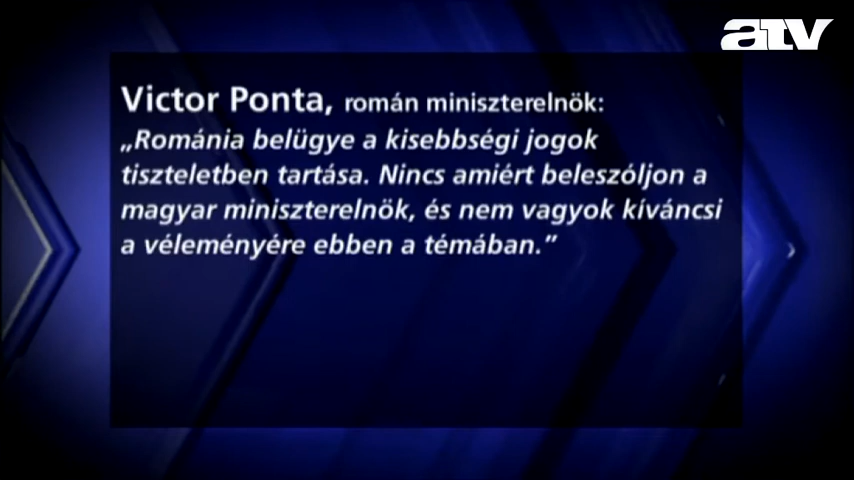 atv
Victor Ponta, román miniszterelnök:
„Románia belügye a kisebbségi jogok
tiszteletben tartása. Nincs amiért beleszóljon a
magyar miniszterelnök, és nem vagyok kíváncsi
a véleményére ebben a témában.”